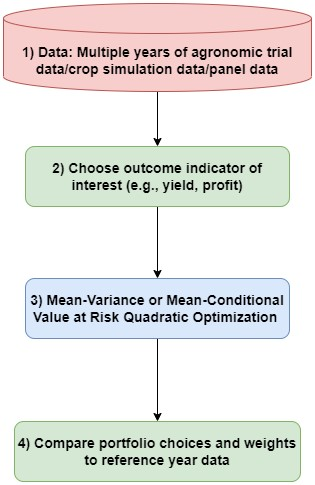 1) Data: Multiple years of agronomic trial
data/crop simulation data/panel data
2) Choose outcome indicator of
interest (e.g., yield, profit)
3) Mean-Variance or Mean-Conditional
Value at Risk Quadratic Optimization
4) Compare portfolio choices and weights
to reference year data